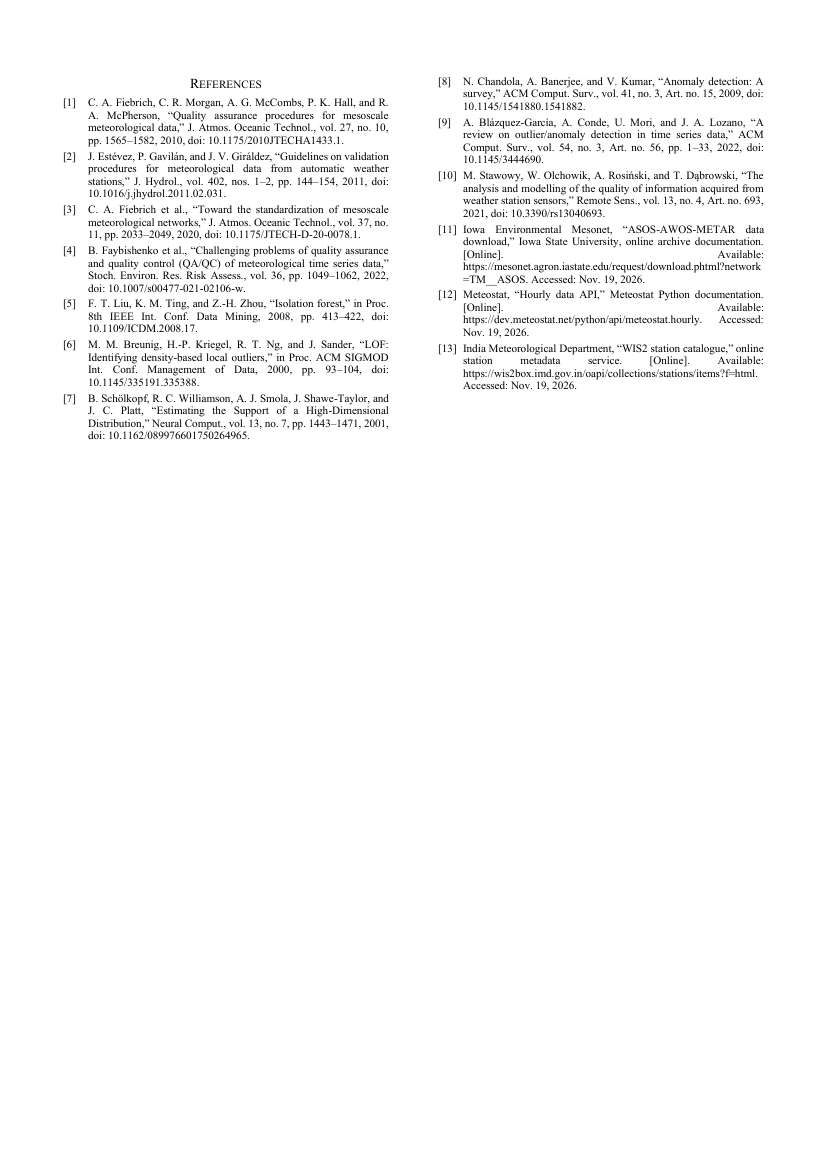 REFERENCES
[1] C. A. Fiebrich, C. R. Morgan, A. G. McCombs, P. K. Hall, and R.
A. McPherson, “Quality assurance procedures for mesoscale
meteorological data,” J. Atmos. Oceanic Technol., vol. 27, no. 10,
pp. 1565–1582, 2010, doi: 10.1175/2010JTECHA1433.1.
[2] J. Estévez, P. Gavilán, and J. V. Giráldez, “Guidelines on validation
procedures for meteorological data from automatic weather
stations,” J. Hydrol., vol. 402, nos. 1–2, pp. 144–154, 2011, doi:
10.1016/j.jhydrol.2011.02.031.
[3] C. A. Fiebrich et al., “Toward the standardization of mesoscale
meteorological networks,” J. Atmos. Oceanic Technol., vol. 37, no.
11, pp. 2033–2049, 2020, doi: 10.1175/JTECH-D-20-0078.1.
[4] B. Faybishenko et al., “Challenging problems of quality assurance
and quality control (QA/QC) of meteorological time series data,”
Stoch. Environ. Res. Risk Assess., vol. 36, pp. 1049–1062, 2022,
doi: 10.1007/s00477-021-02106-w.
[5] F. T. Liu, K. M. Ting, and Z.-H. Zhou, “Isolation forest,” in Proc.
8th IEEE Int. Conf. Data Mining, 2008, pp. 413–422, doi:
10.1109/ICDM.2008.17.
[6] M. M. Breunig, H.-P. Kriegel, R. T. Ng, and J. Sander, “LOF:
Identifying density-based local outliers,” in Proc. ACM SIGMOD
Int. Conf. Management of Data, 2000, pp. 93–104, doi:
10.1145/335191.335388.
[7] B. Schölkopf, R. C. Williamson, A. J. Smola, J. Shawe-Taylor, and
J. C. Platt, “Estimating the Support of a High-Dimensional
Distribution,” Neural Comput., vol. 13, no. 7, pp. 1443–1471, 2001,
doi: 10.1162/089976601750264965.
[8] N. Chandola, A. Banerjee, and V. Kumar, “Anomaly detection: A
survey,” ACM Comput. Surv., vol. 41, no. 3, Art. no. 15, 2009, doi:
10.1145/1541880.1541882.
[9] A. Blázquez-García, A. Conde, U. Mori, and J. A. Lozano, “A
review on outlier/anomaly detection in time series data,” ACM
Comput. Surv., vol. 54, no. 3, Art. no. 56, pp. 1–33, 2022, doi:
10.1145/3444690.
[10] M. Stawowy, W. Olchowik, A. Rosiński, and T. Dąbrowski, “The
analysis and modelling of the quality of information acquired from
weather station sensors,” Remote Sens., vol. 13, no. 4, Art. no. 693,
2021, doi: 10.3390/rs13040693.
[11] Iowa Environmental Mesonet, “ASOS-AWOS-METAR data
download,” Iowa State University, online archive documentation.
[Online]. Available:
https://mesonet.agron.iastate.edu/request/download.phtml?network
=TM__ASOS. Accessed: Nov. 19, 2026.
[12] Meteostat, “Hourly data API,” Meteostat Python documentation.
[Online]. Available:
https://dev.meteostat.net/python/api/meteostat.hourly. Accessed:
Nov. 19, 2026.
[13] India Meteorological Department, “WIS2 station catalogue,” online
station metadata service. [Online]. Available:
https://wis2box.imd.gov.in/oapi/collections/stations/items?f=html.
Accessed: Nov. 19, 2026.